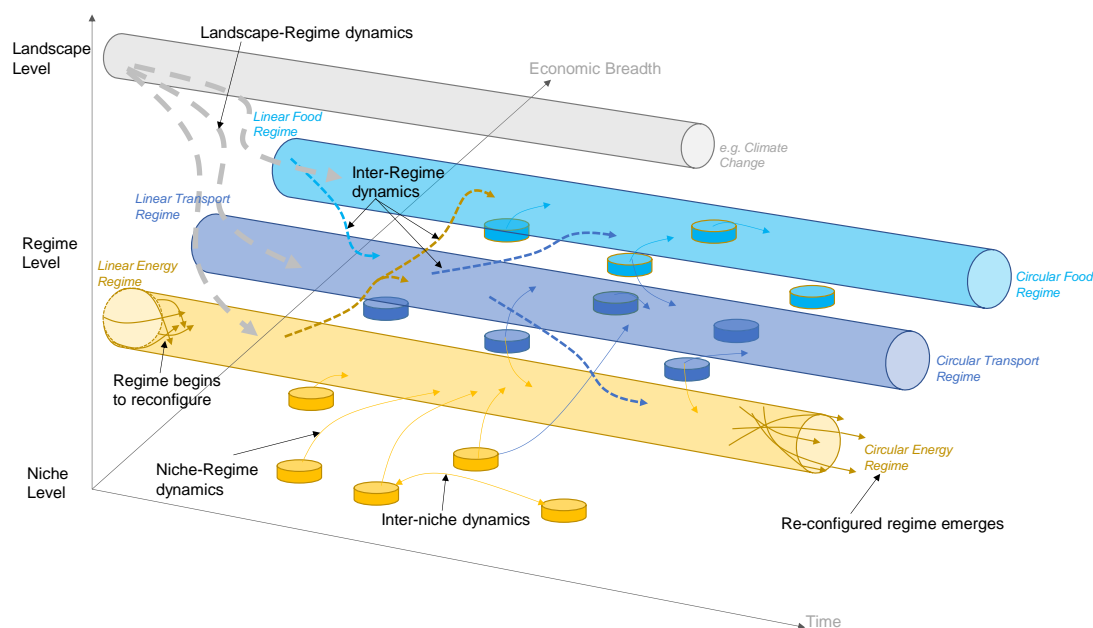 Landscape-Regime dynamics
Landscape
Level
Economic Breadth
Linear Food
Regime
e.g. Climate
Change
Inter-Regime
dynamics
Linear Transport
Regime
Regime
Level
Linear Energy
Regime
Circular Food
Regime
Circular Transport
Regime
Regime begins
to reconfigure
Circular Energy
Regime
Niche-Regime
dynamics
Niche
Level
Inter-niche dynamics
Re-configured regime emerges
Time